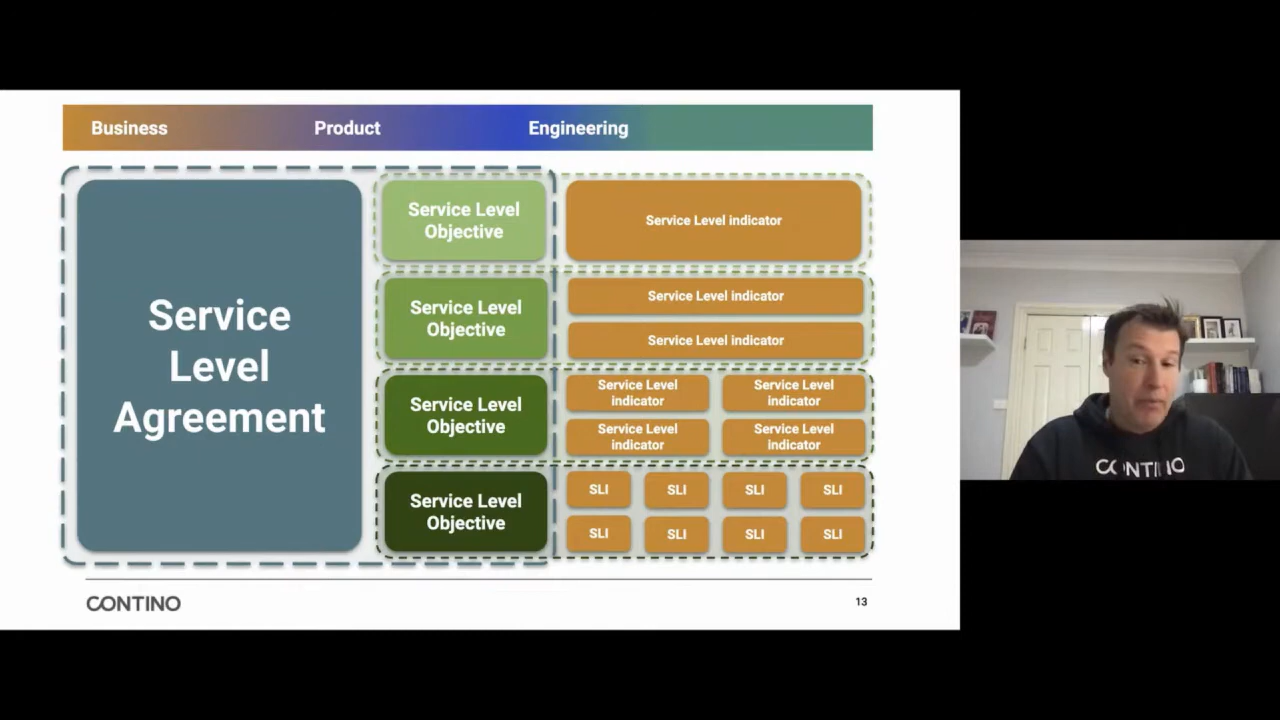 Business
Product
Engineering
Service
Level
Agreement
Service Level
Objective
Service Level indicator
Service Level
Objective
Service Level indicator
Service Level indicator
Service Level
Objective
Service Level
indicator
Service Level
indicator
Service Level
indicator
Service Level
indicator
Service Level
Objective
SLI
SLI
SLI
SLI
SLI
SLI
SLI
SLI
CONTINO
13
CONTINO